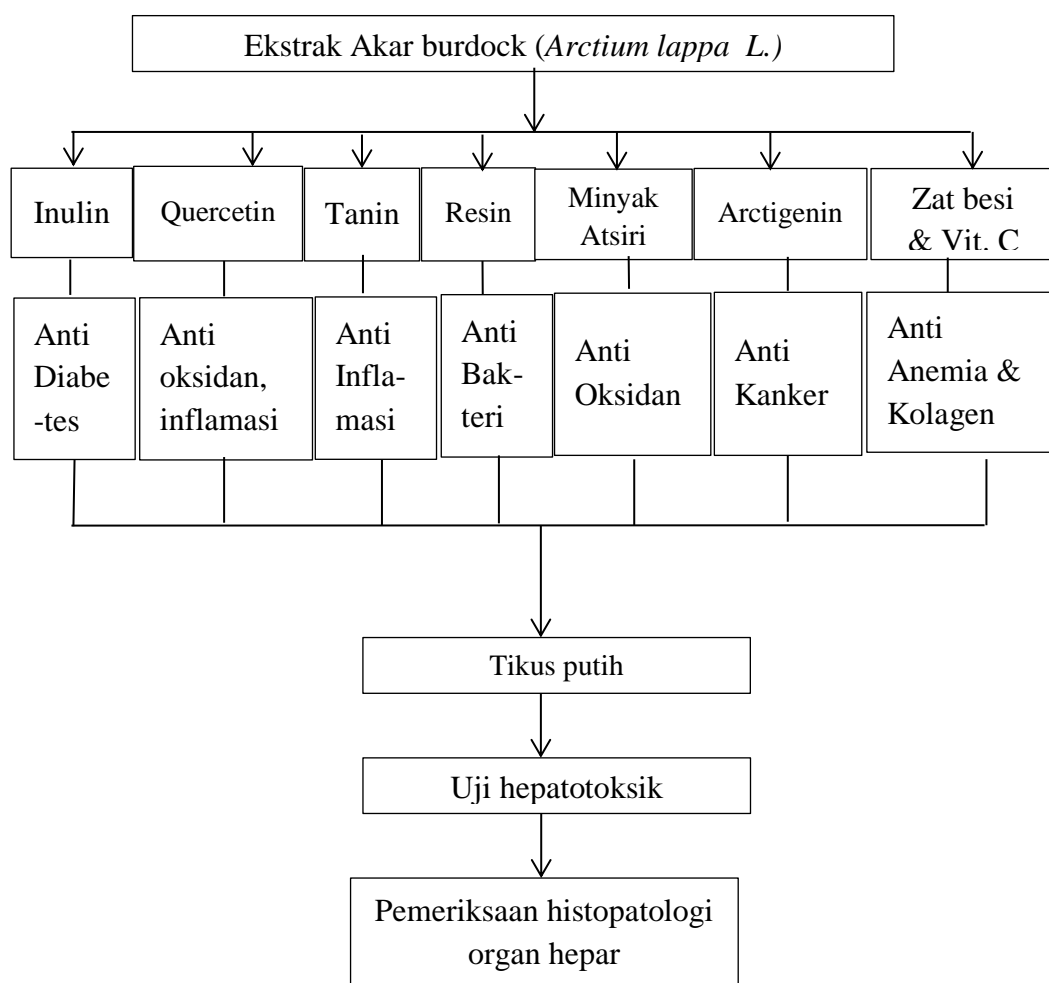 Ekstrak Akar burdock (Arctium lappa L.)
Inulin
Quercetin
Tanin
Resin
Minyak
Atsiri
Arctigenin
Zat besi
& Vit. C
Anti
Diabe
-tes
Anti
oksidan,
inflamasi
Anti
Infla-
masi
Anti
Bak-
teri
Anti
Oksidan
Anti
Kanker
Anti
Anemia &
Kolagen
Tikus putih
Uji hepatotoksik
Pemeriksaan histopatologi
organ hepar